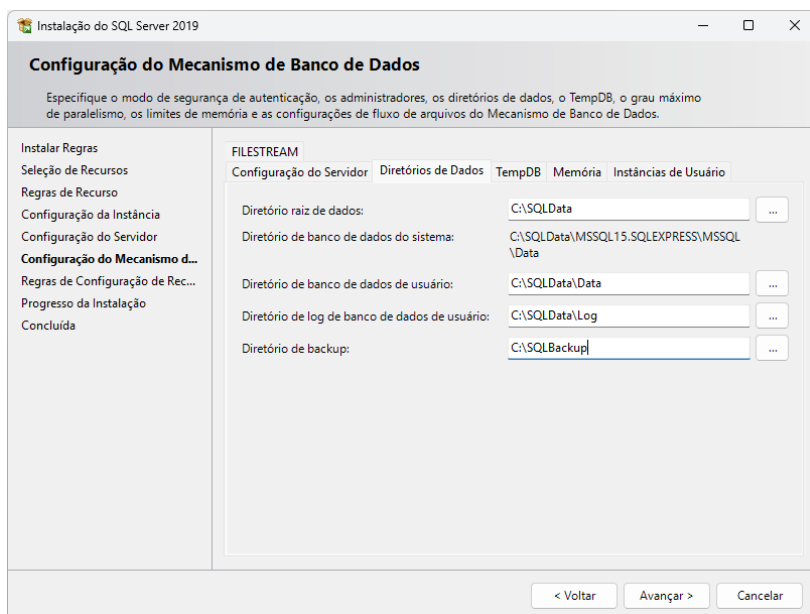 Instalação do SQL Server 2019
Configuração do Mecanismo de Banco de Dados
Especifique o modo de segurança de autenticação, os administradores, os diretórios de dados, o TempDB, o grau máximo
de paralelismo, os limites de memória e as configurações de fluxo de arquivos do Mecanismo de Banco de Dados.
Instalar Regras
Seleção de Recursos
Regras de Recurso
Configuração da Instância
Configuração do Servidor
Configuração do Mecanismo d...
Regras de Configuração de Rec...
Progresso da Instalação
Concluída
FILESTREAM
Configuração do Servidor Diretórios de Dados TempDB Memória Instâncias de Usuário
Diretório raiz de dados: C:\SQLData ...
Diretório de banco de dados do sistema: C:\SQLData\MSSQL15.SQLEXPRESS\MSSQL
\Data
Diretório de banco de dados de usuário: C:\SQLData\Data ...
Diretório de log de banco de dados de usuário: C:\SQLData\Log ...
Diretório de backup: C:\SQLBackup ...
< Voltar Avançar > Cancelar